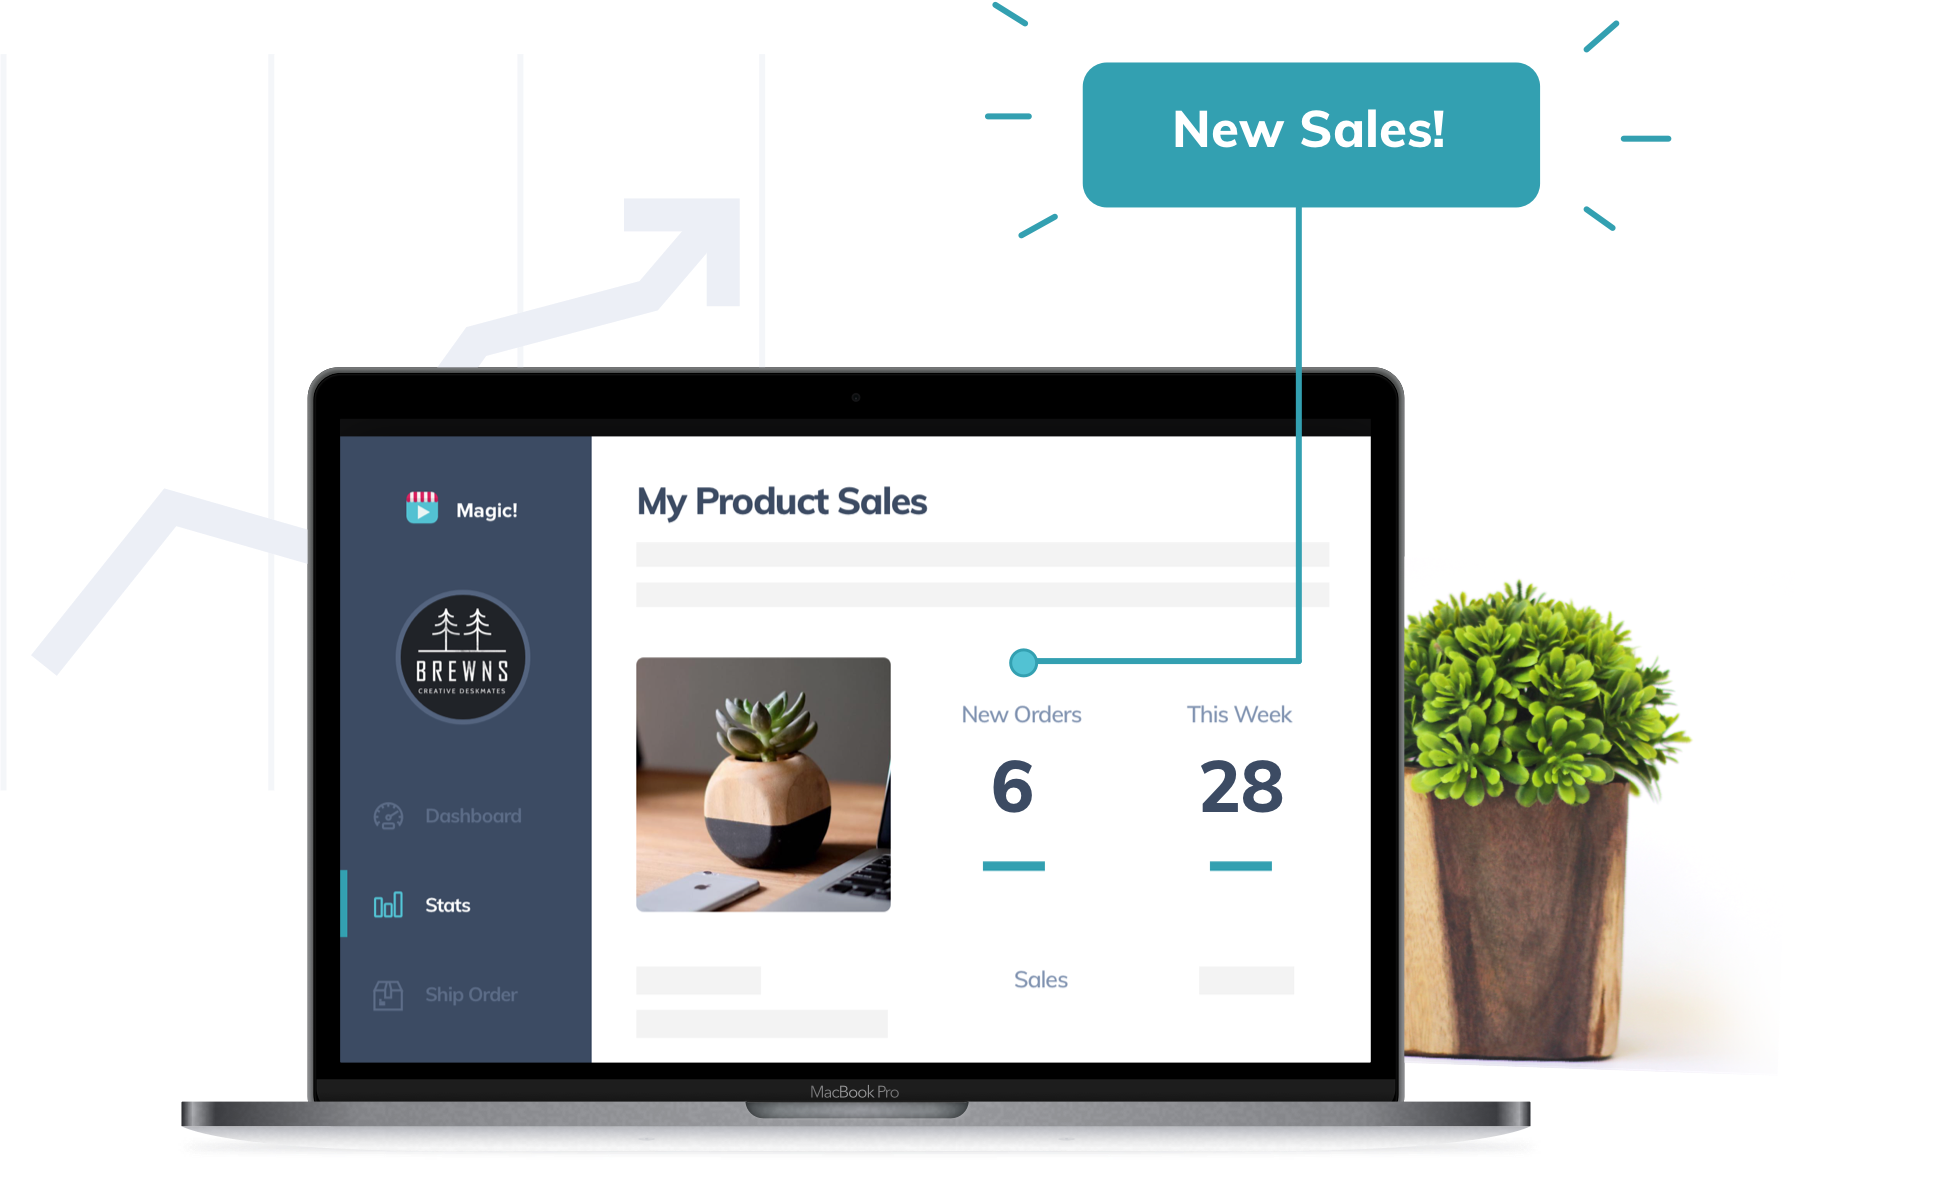 New Sales!
Magic!
BREWNS
CREATIVE DESKMATES
Dashboard
Stats
Ship Order
My Product Sales
New Orders
This Week
6
28
Sales
MacBook Pro